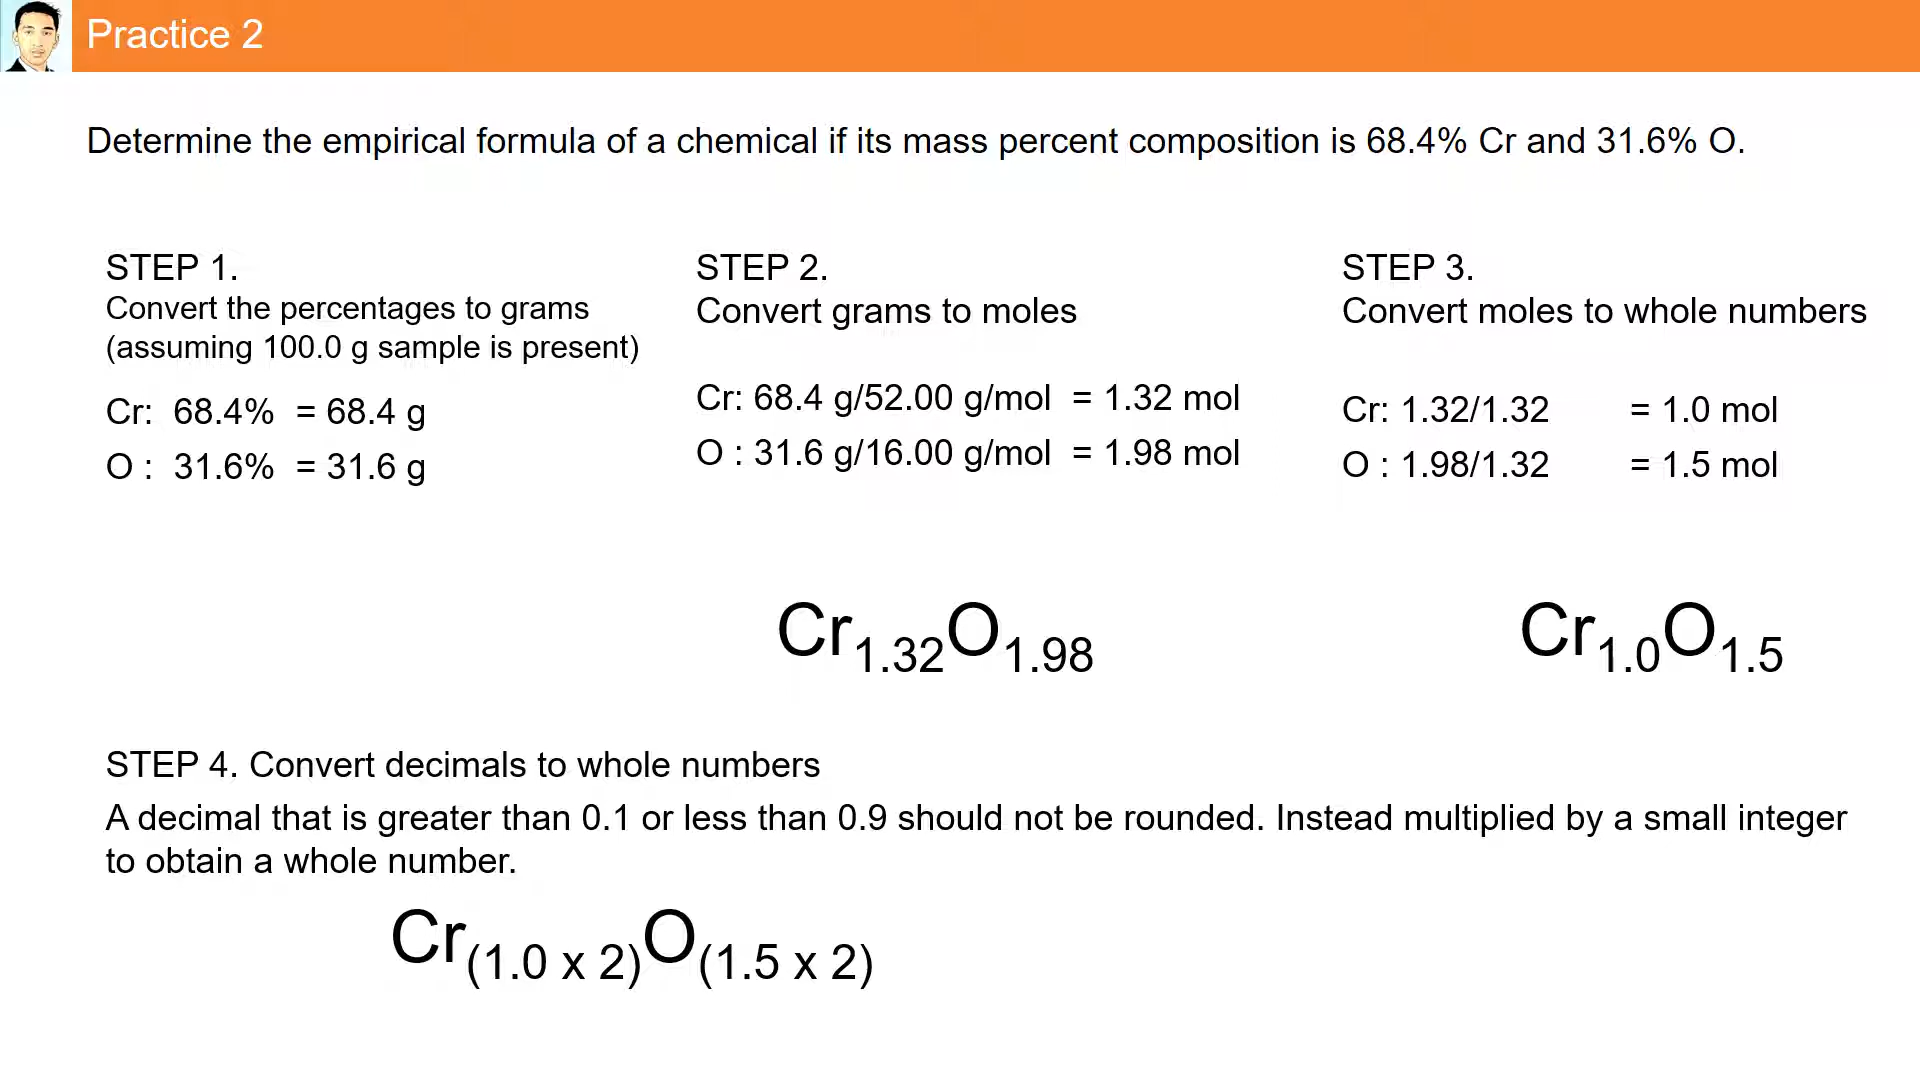 Practice 2
Determine the empirical formula of a chemical if its mass percent composition is 68.4% Cr and 31.6% O.
STEP 1.
Convert the percentages to grams
(assuming 100.0 g sample is present)
Cr: 68.4% = 68.4 g
O : 31.6% = 31.6 g
STEP 2.
Convert grams to moles
Cr: 68.4 g/52.00 g/mol = 1.32 mol
O : 31.6 g/16.00 g/mol = 1.98 mol
Cr1.32O1.98
STEP 3.
Convert moles to whole numbers
Cr: 1.32/1.32 = 1.0 mol
O : 1.98/1.32 = 1.5 mol
Cr1.0O1.5
STEP 4. Convert decimals to whole numbers
A decimal that is greater than 0.1 or less than 0.9 should not be rounded. Instead multiplied by a small integer
to obtain a whole number.
Cr(1.0 x 2)O(1.5 x 2)